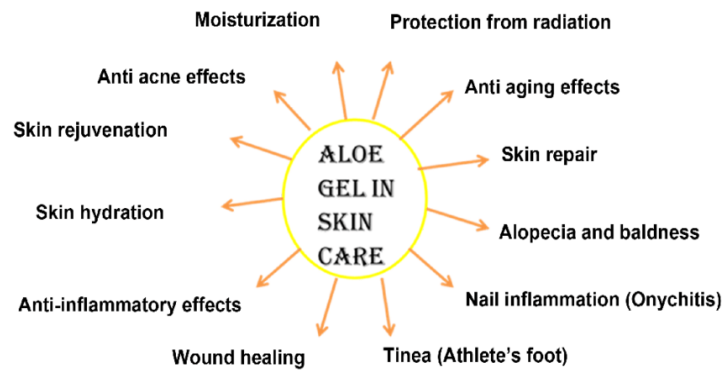 Moisturization
Protection from radiation
Anti acne effects
Anti aging effects
Skin rejuvenation
Skin repair
ALOE
GEL IN
SKIN
CARE
Skin hydration
Alopecia and baldness
Anti-inflammatory effects
Nail inflammation (Onychitis)
Wound healing
Tinea (Athlete's foot)